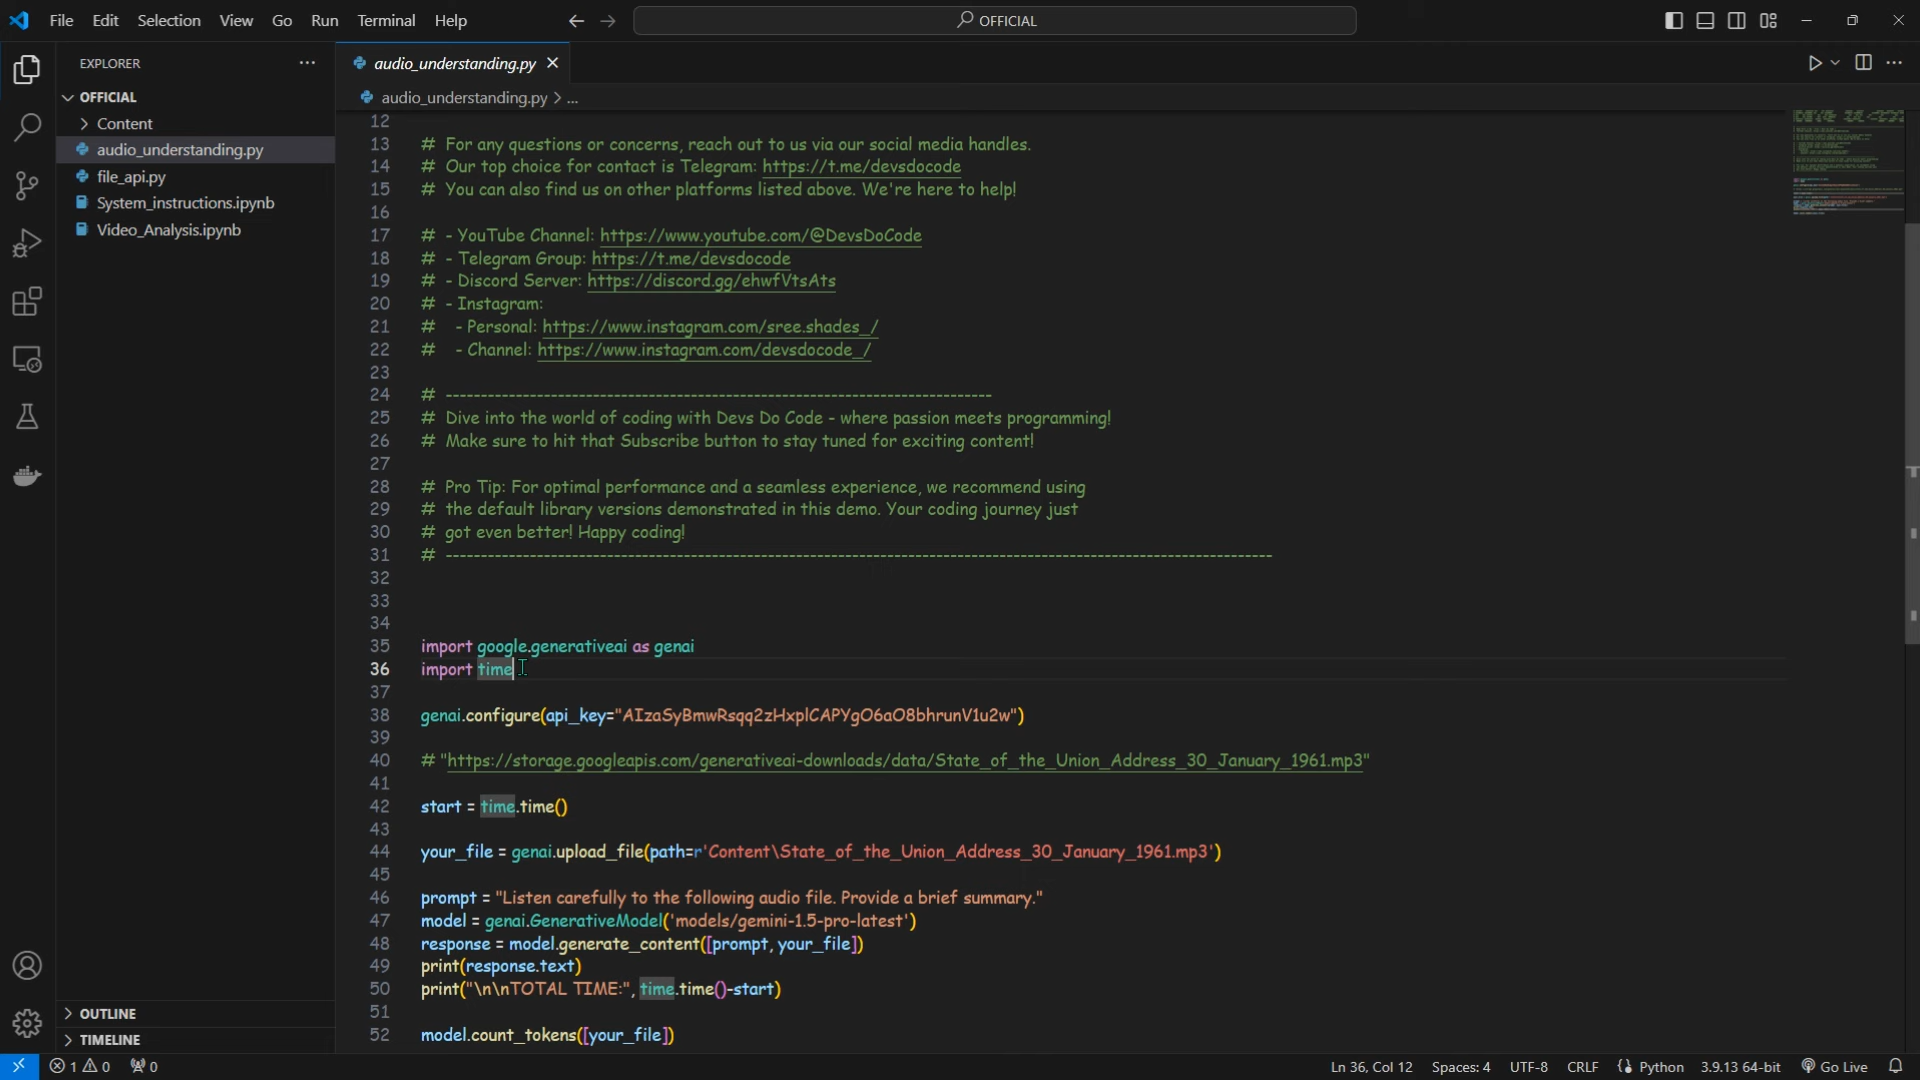 File Edit Selection View Go Run Terminal Help
OFFICIAL
EXPLORER
OFFICIAL
Content
audio_understanding.py
file_api.py
System_instructions.ipynb
Video_Analysis.ipynb
OUTLINE
TIMELINE
audio_understanding.py
audio_understanding.py > ...
12
13 # For any questions or concerns, reach out to us via our social media handles.
14 # Our top choice for contact is Telegram: https://t.me/devsdocode
15 # You can also find us on other platforms listed above. We're here to help!
16
17 # - YouTube Channel: https://www.youtube.com/@DevsDoCode
18 # - Telegram Group: https://t.me/devsdocode
19 # - Discord Server: https://discord.gg/ehwfVtsAts
20 # - Instagram:
21 #   - Personal: https://www.instagram.com/sree.shades_/
22 #   - Channel: https://www.instagram.com/devsdocode_/
23
24 # ------------------------------------------------------------------------------
25 # Dive into the world of coding with Devs Do Code - where passion meets programming!
26 # Make sure to hit that Subscribe button to stay tuned for exciting content!
27
28 # Pro Tip: For optimal performance and a seamless experience, we recommend using
29 # the default library versions demonstrated in this demo. Your coding journey just
30 # got even better! Happy coding!
31 # ----------------------------------------------------------------------------------------------------------------------
32
33
34
35 import google.generativeai as genai
36 import time
37
38 genai.configure(api_key="AIzaSyBmwRsqq2zHxplCAPYgO6aO8bhrunV1u2w")
39
40 # "https://storage.googleapis.com/generativeai-downloads/data/State_of_the_Union_Address_30_January_1961.mp3"
41
42 start = time.time()
43
44 your_file = genai.upload_file(path=r'Content\State_of_the_Union_Address_30_January_1961.mp3')
45
46 prompt = "Listen carefully to the following audio file. Provide a brief summary."
47 model = genai.GenerativeModel('models/gemini-1.5-pro-latest')
48 response = model.generate_content([prompt, your_file])
49 print(response.text)
50 print("\n\nTOTAL TIME:", time.time()-start)
51
52 model.count_tokens([your_file])
1 0 0 Ln 36, Col 12 Spaces: 4 UTF-8 CRLF Python 3.9.13 64-bit Go Live